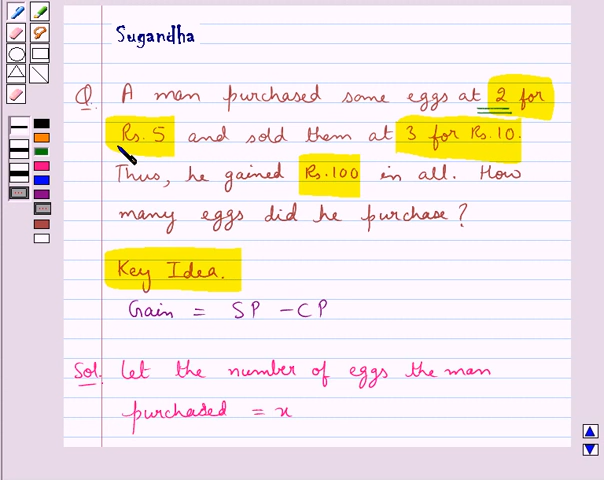 Sugandha
Q. A man purchased some eggs at 2 for
Rs. 5 and sold them at 3 for Rs. 10.
Thus, he gained Rs. 100 in all. How
many eggs did he purchase?
Key Idea.
Gain = SP - CP
Sol. Let the number of eggs the man
purchased = x